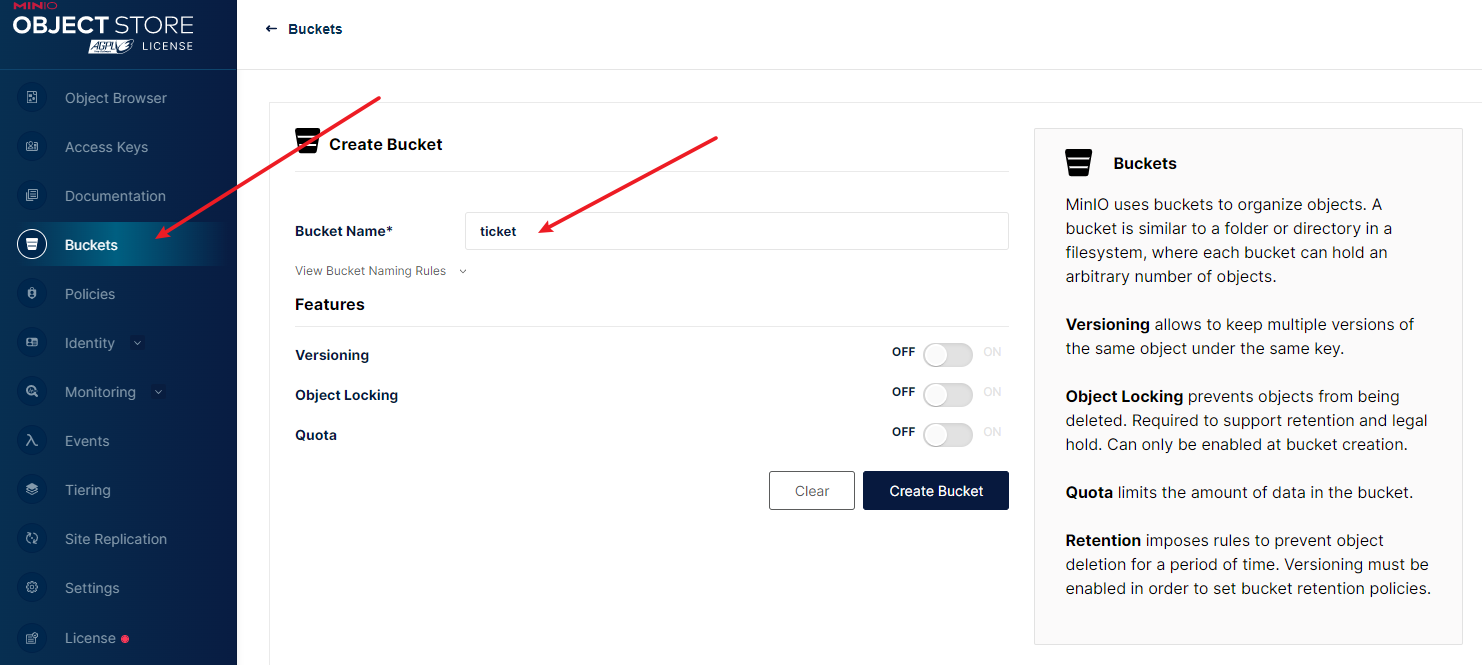 MINIO
OBJECT STORE
AGPLv3 LICENSE
Object Browser
Access Keys
Documentation
Buckets
Policies
Identity
Monitoring
Events
Tiering
Site Replication
Settings
License
← Buckets
Create Bucket
Bucket Name* ticket
View Bucket Naming Rules
Features
Versioning OFF ON
Object Locking OFF ON
Quota OFF ON
Clear Create Bucket
Buckets
MinIO uses buckets to organize objects. A
bucket is similar to a folder or directory in a
filesystem, where each bucket can hold an
arbitrary number of objects.
Versioning allows to keep multiple versions of
the same object under the same key.
Object Locking prevents objects from being
deleted. Required to support retention and legal
hold. Can only be enabled at bucket creation.
Quota limits the amount of data in the bucket.
Retention imposes rules to prevent object
deletion for a period of time. Versioning must be
enabled in order to set bucket retention policies.